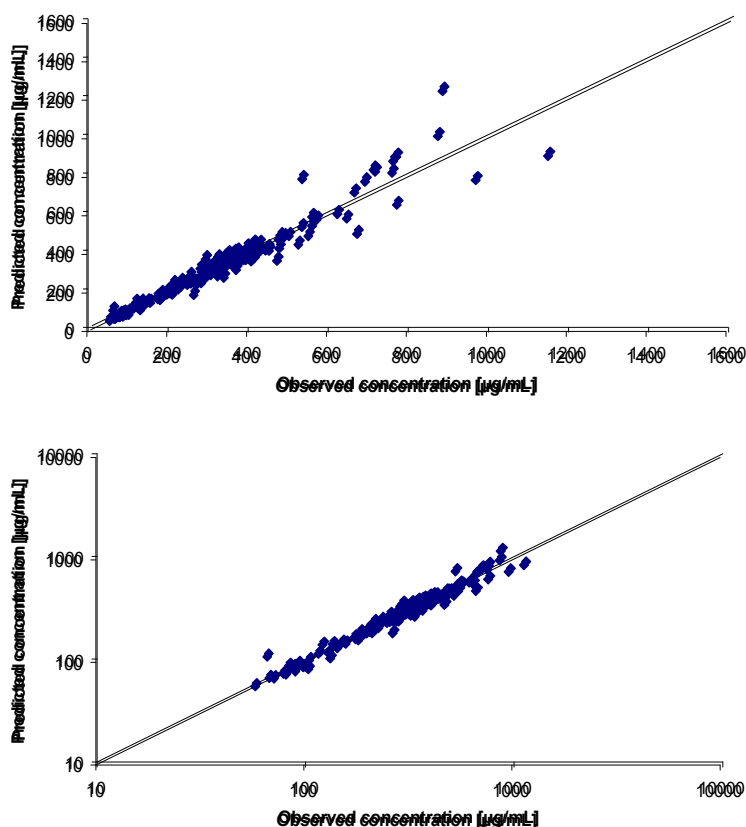 1600
1400
1200
1000
800
600
400
200
0
Predicted concentration [µg/mL]
0 200 400 600 800 1000 1200 1400 1600
Observed concentration [µg/mL]
10000
1000
100
10
Predicted concentration [µg/mL]
10 100 1000 10000
Observed concentration [µg/mL]